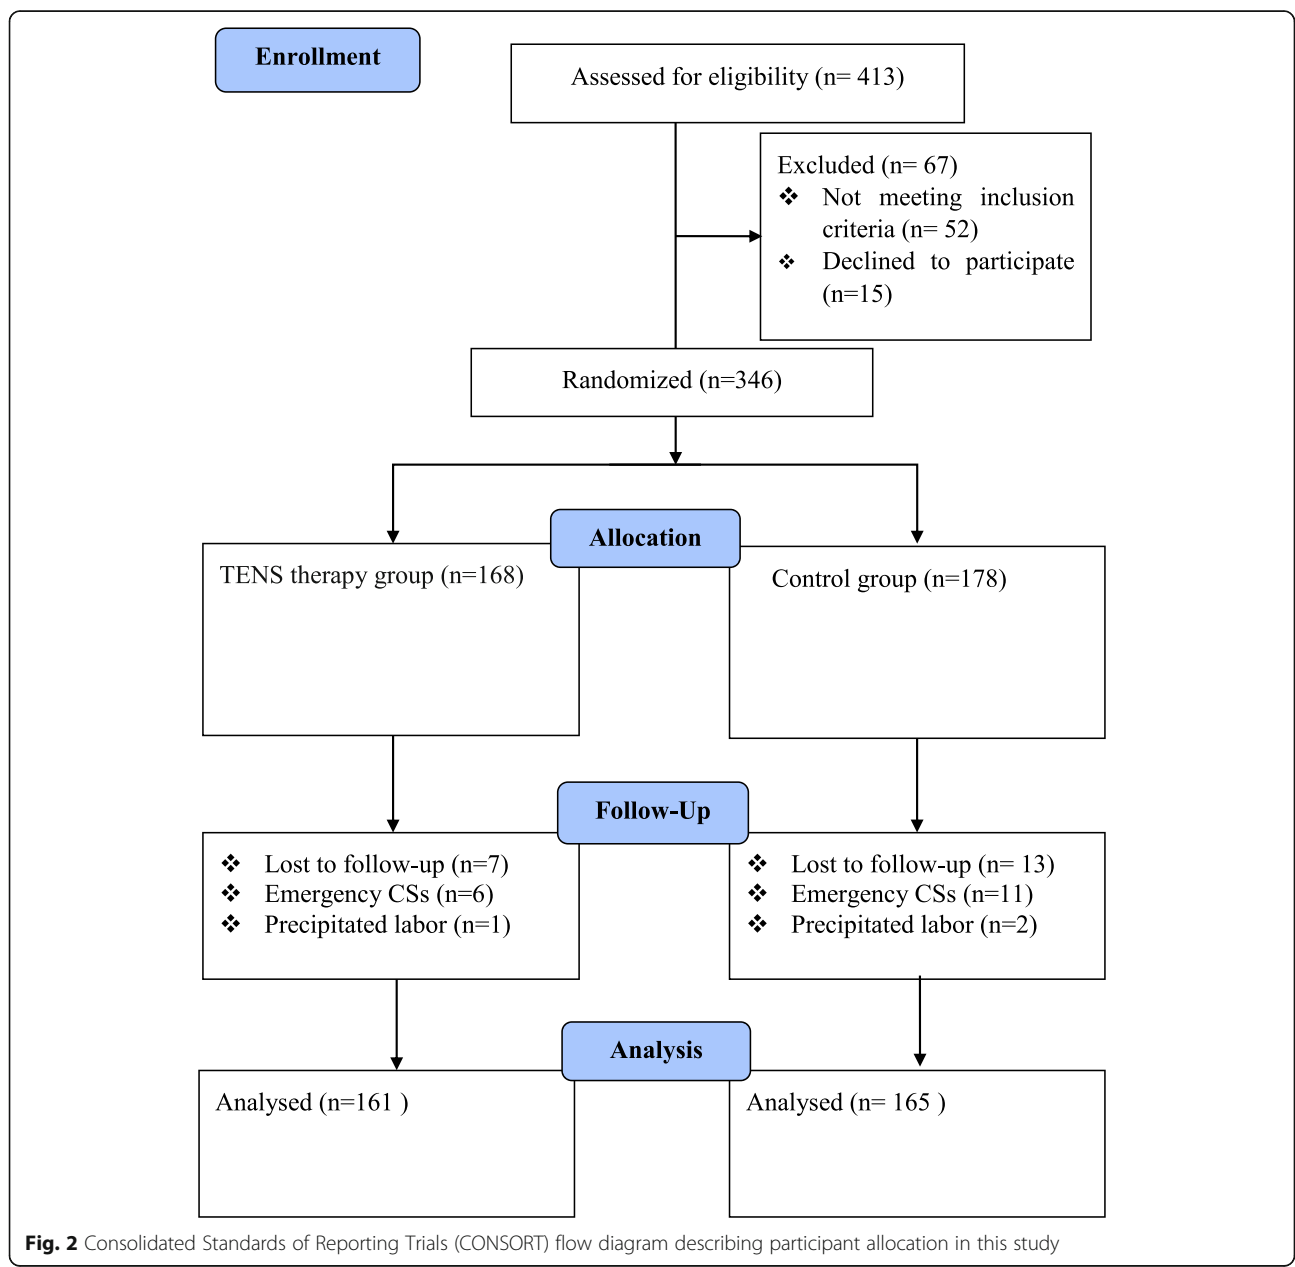 Enrollment
Assessed for eligibility (n= 413)
Excluded (n= 67)
❖ Not meeting inclusion
criteria (n= 52)
❖ Declined to participate
(n=15)
Randomized (n=346)
Allocation
TENS therapy group (n=168)
Control group (n=178)
Follow-Up
❖ Lost to follow-up (n=7)
❖ Emergency CSs (n=6)
❖ Precipitated labor (n=1)
❖ Lost to follow-up (n= 13)
❖ Emergency CSs (n=11)
❖ Precipitated labor (n=2)
Analysis
Analysed (n=161 )
Analysed (n= 165 )
Fig. 2 Consolidated Standards of Reporting Trials (CONSORT) flow diagram describing participant allocation in this study